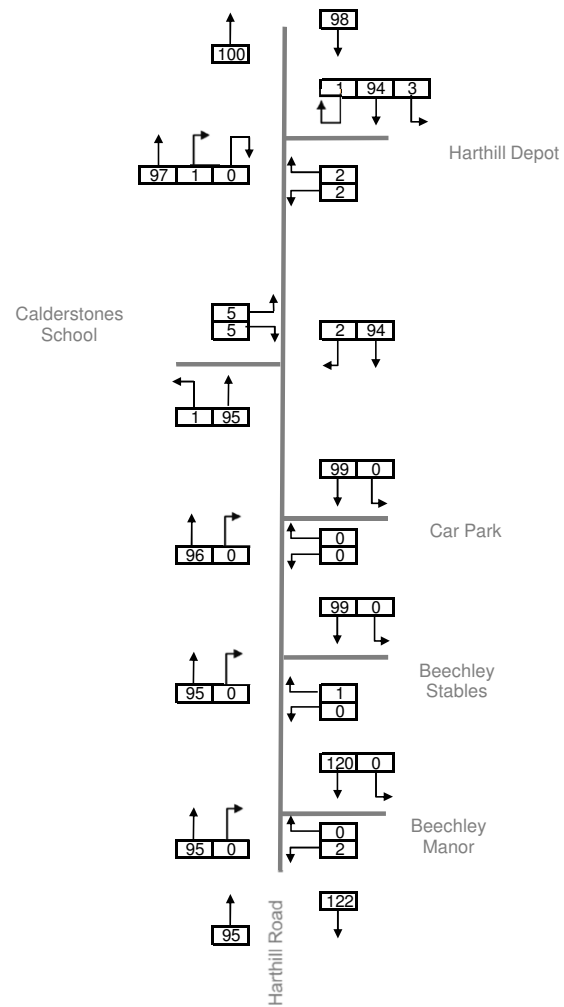 98
100
1 94 3
Harthill Depot
97 1 0
2
2
Calderstones
School
5
5
2 94
1 95
99 0
Car Park
96 0
0
0
99 0
Beechley
Stables
95 0
1
0
120 0
Beechley
Manor
95 0
0
2
122
95
Harthill Road